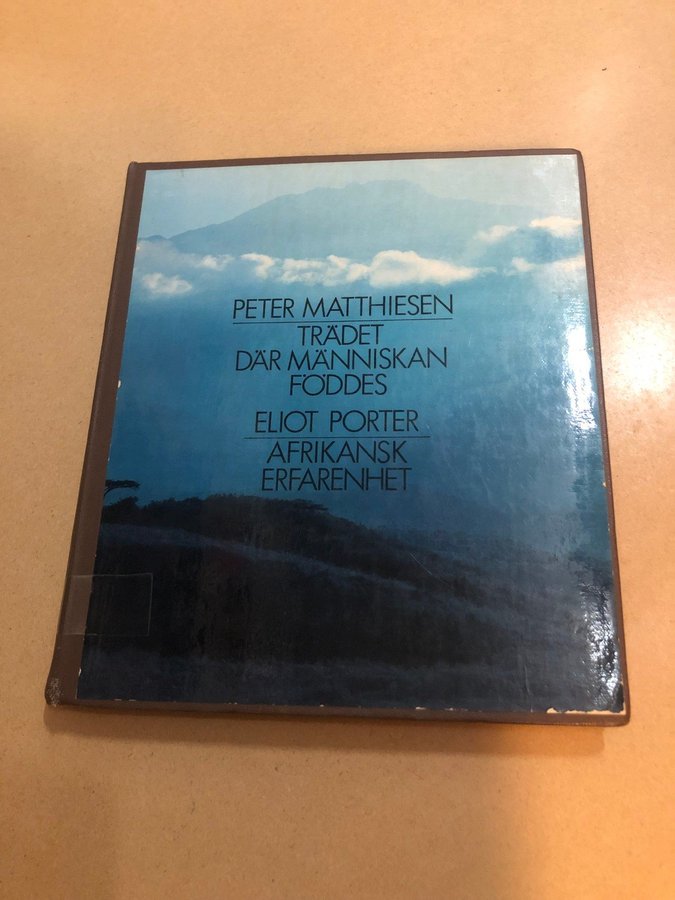 PETER MATTHIESEN
TRÄDET
DÄR MÄNNISKAN
FÖDDES
ELIOT PORTER
AFRIKANSK
ERFARENHET